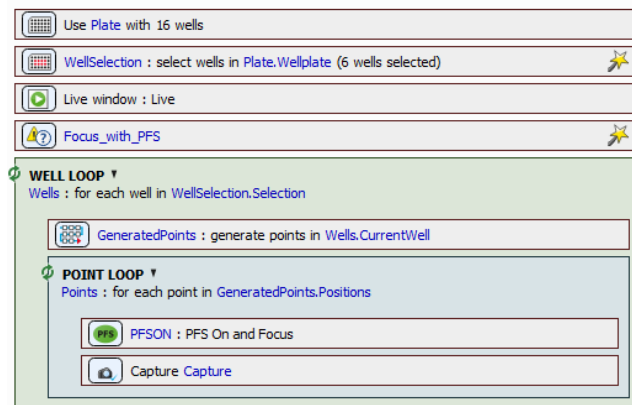 Use Plate with 16 wells
WellSelection : select wells in Plate.Wellplate (6 wells selected)
Live window : Live
Focus_with_PFS
WELL LOOP
Wells : for each well in WellSelection.Selection
GeneratedPoints : generate points in Wells.CurrentWell
POINT LOOP
Points : for each point in GeneratedPoints.Positions
PFS PFSON : PFS On and Focus
Capture Capture